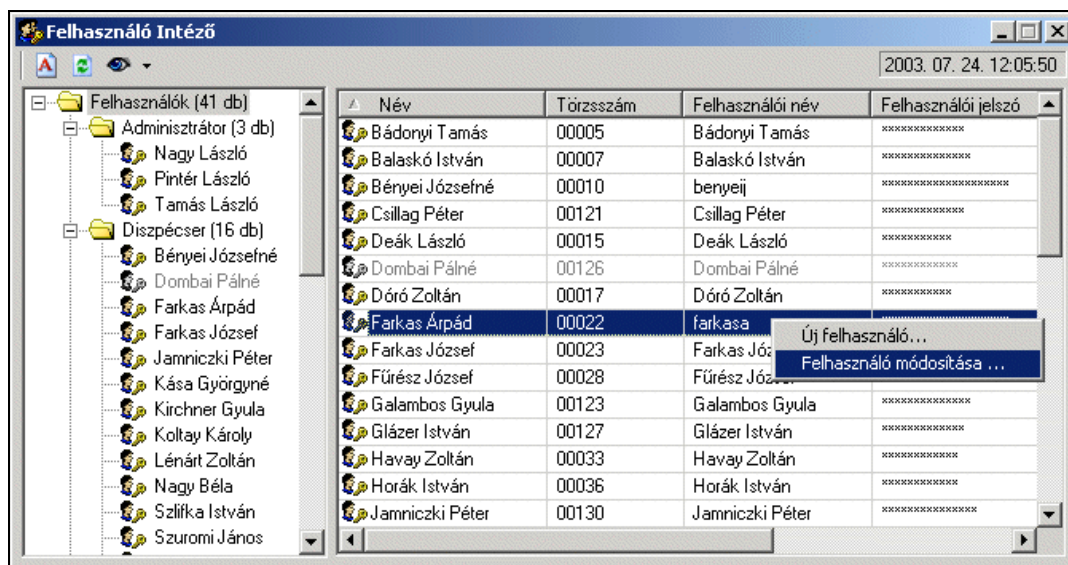 Felhasználó Intéző
2003. 07. 24. 12:05:50
Felhasználók (41 db)
Adminisztrátor (3 db)
Nagy László
Pintér László
Tamás László
Diszpécser (16 db)
Bényei Józsefné
Dombai Pálné
Farkas Árpád
Farkas József
Jamniczki Péter
Kása Györgyné
Kirchner Gyula
Koltay Károly
Lénárt Zoltán
Nagy Béla
Szlifka István
Szuromi János
Név Törzsszám Felhasználói név Felhasználói jelszó
Bádonyi Tamás 00005 Bádonyi Tamás *************
Balaskó István 00007 Balaskó István **************
Bényei Józsefné 00010 benyeij ********************
Csillag Péter 00121 Csillag Péter *************
Deák László 00015 Deák László ***********
Dombai Pálné 00126 Dombai Pálné ************
Dóró Zoltán 00017 Dóró Zoltán ***********
Farkas Árpád 00022 farkasa
Farkas József 00023 Farkas Józ
Fűrész József 00028 Fűrész József
Galambos Gyula 00123 Galambos Gyula **************
Glázer István 00127 Glázer István ************
Havay Zoltán 00033 Havay Zoltán ************
Horák István 00036 Horák István ************
Jamniczki Péter 00130 Jamniczki Péter ***************
Új felhasználó...
Felhasználó módosítása ...